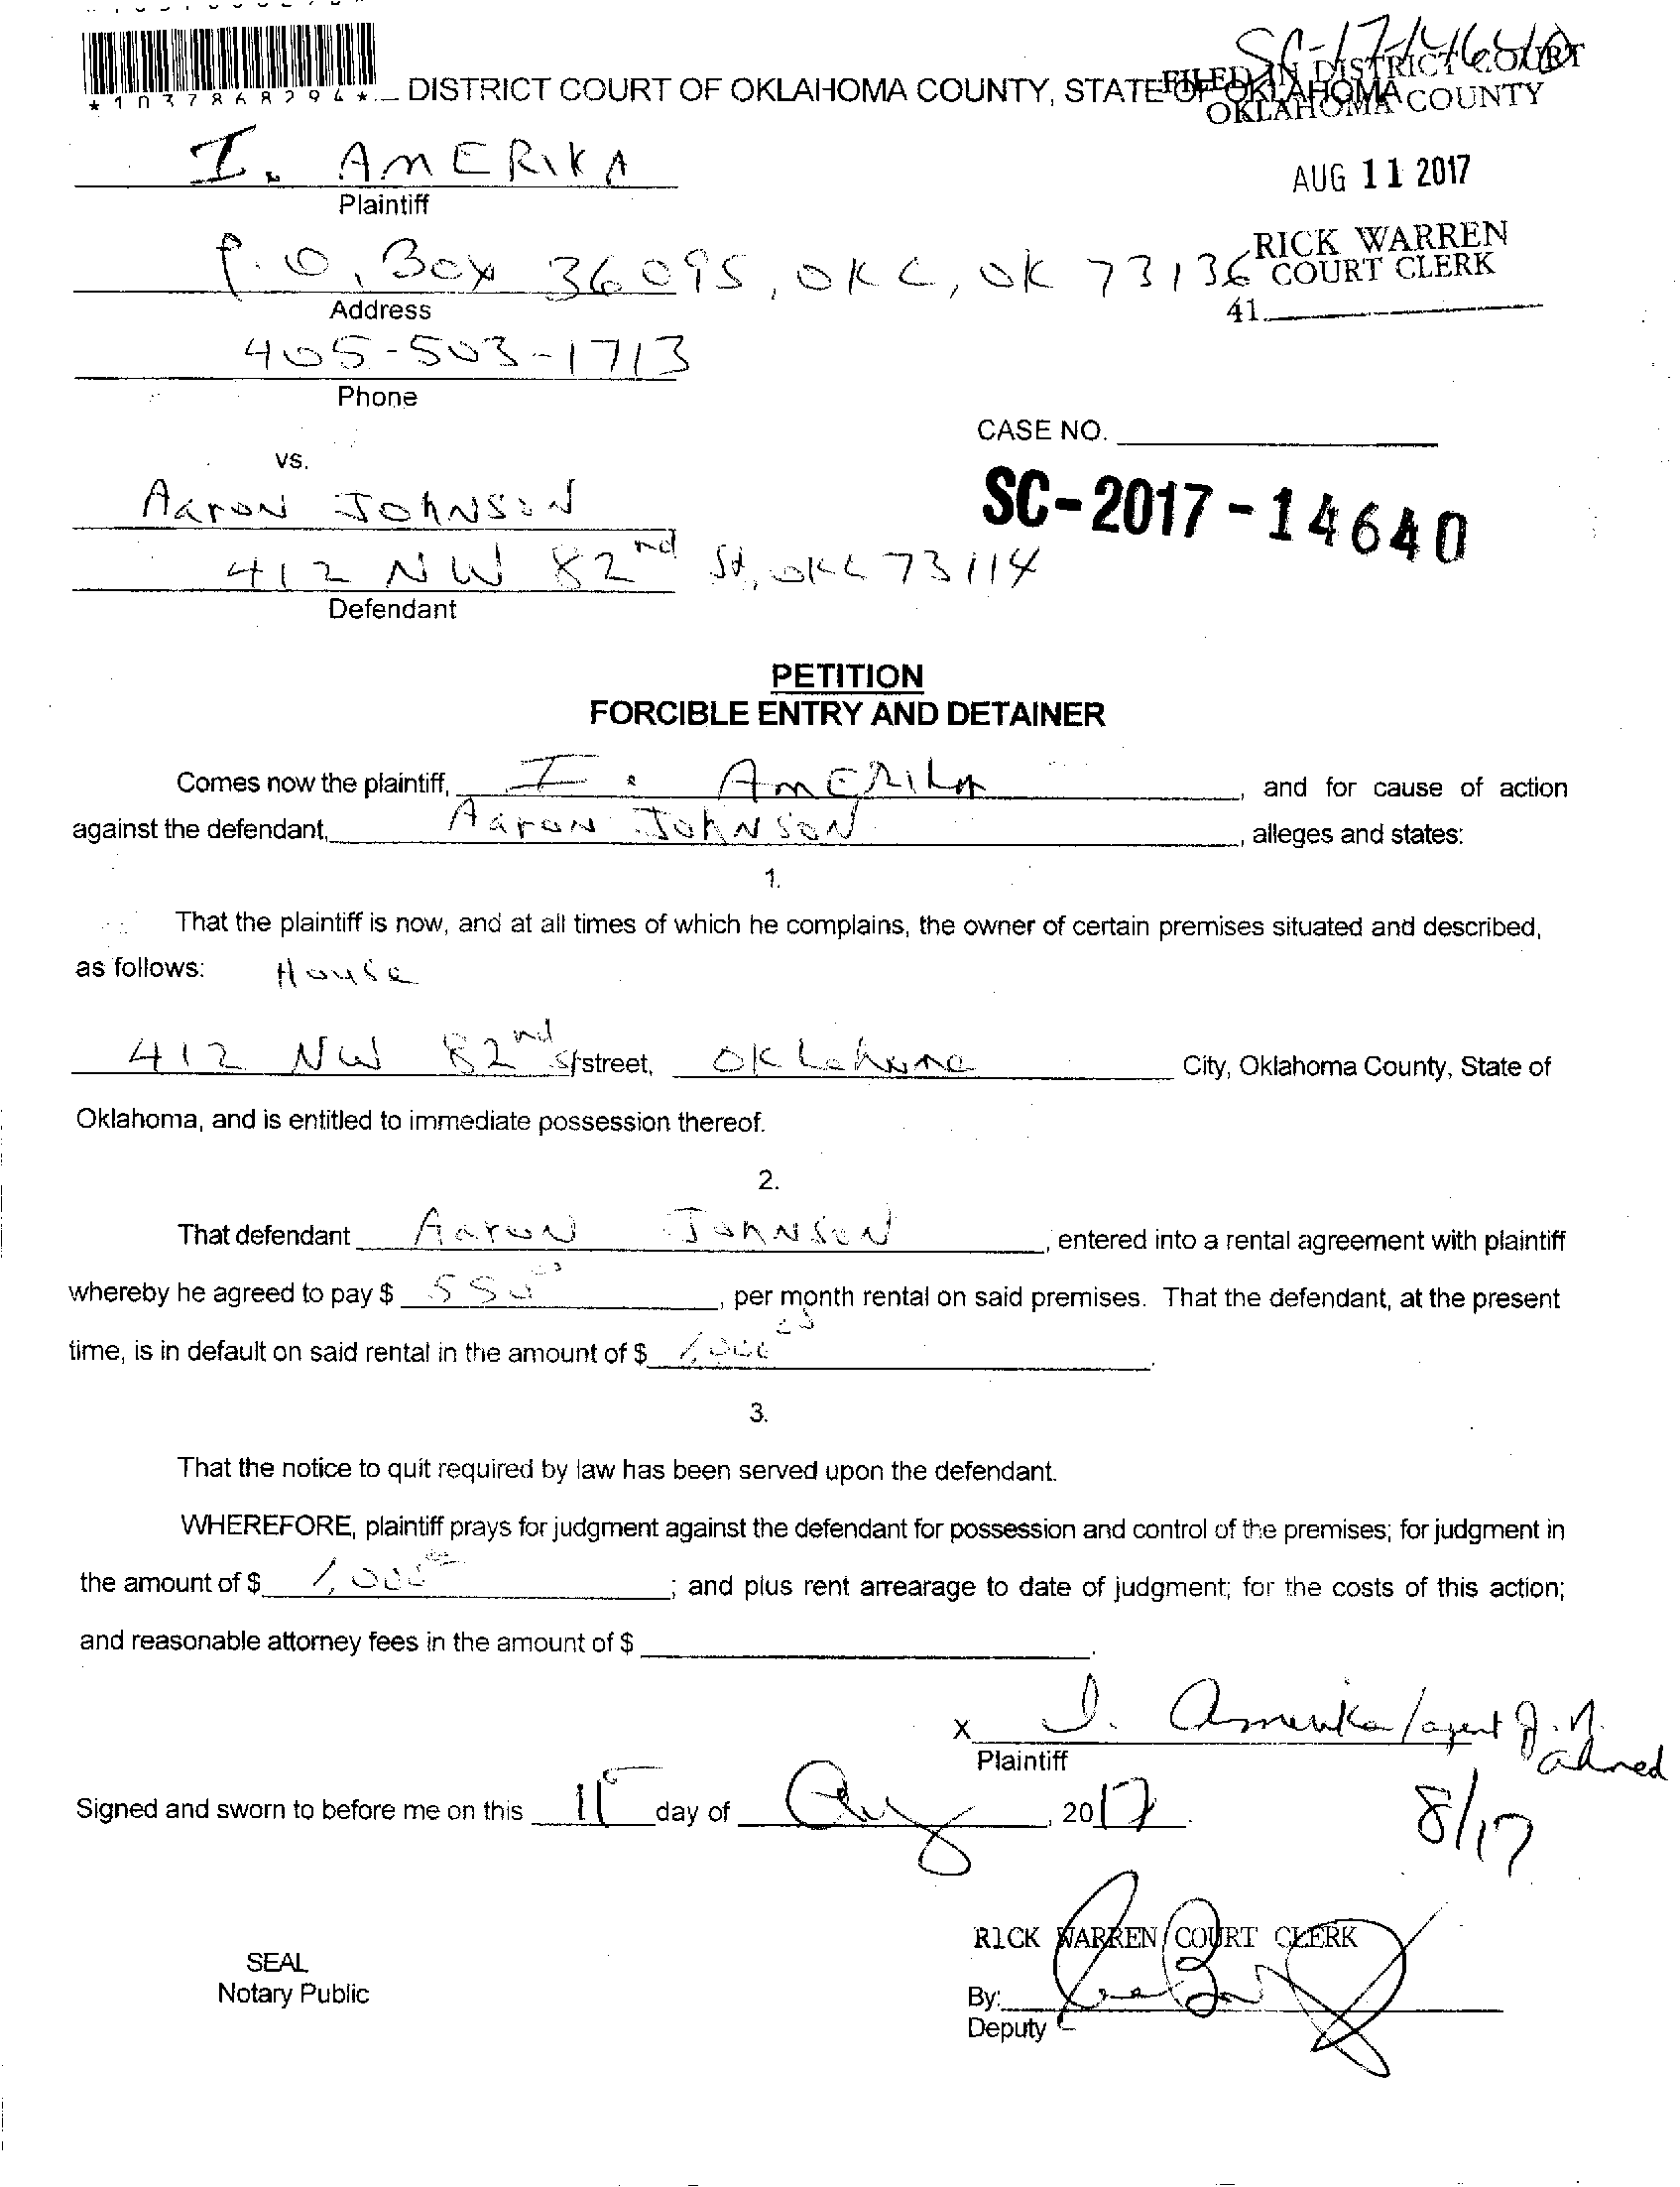 *1037868294*
SC-17-14640
DISTRICT COURT OF OKLAHOMA COUNTY, STATE OF OKLAHOMA
FILED IN DISTRICT COURT
OKLAHOMA COUNTY
I. AMERIKA
AUG 11 2017
Plaintiff
RICK WARREN
COURT CLERK
P.O. Box 36095, OKC, OK 73136
Address
41
405-503-1713
Phone
CASE NO.
vs.
SC-2017-14640
Aaron Johnson
412 NW 82nd St, OKC 73114
Defendant
PETITION
FORCIBLE ENTRY AND DETAINER
Comes now the plaintiff, I. AmERikA, and for cause of action
against the defendant, Aaron Johnson, alleges and states:
1.
That the plaintiff is now, and at all times of which he complains, the owner of certain premises situated and described,
as follows: House
412 NW 82nd St street, Oklahoma City, Oklahoma County, State of
Oklahoma, and is entitled to immediate possession thereof.
2.
That defendant Aaron Johnson, entered into a rental agreement with plaintiff
whereby he agreed to pay $ 550 00, per month rental on said premises. That the defendant, at the present
time, is in default on said rental in the amount of $ 1,000 00.
3.
That the notice to quit required by law has been served upon the defendant.
WHEREFORE, plaintiff prays for judgment against the defendant for possession and control of the premises; for judgment in
the amount of $ 1,000 00; and plus rent arrearage to date of judgment; for the costs of this action;
and reasonable attorney fees in the amount of $ .
x I. Amerika/agent J.N. Ahmed
Plaintiff
Signed and sworn to before me on this 11 day of Aug, 2017.
8/17
RICK WARREN COURT CLERK
SEAL
Notary Public
By:
Deputy